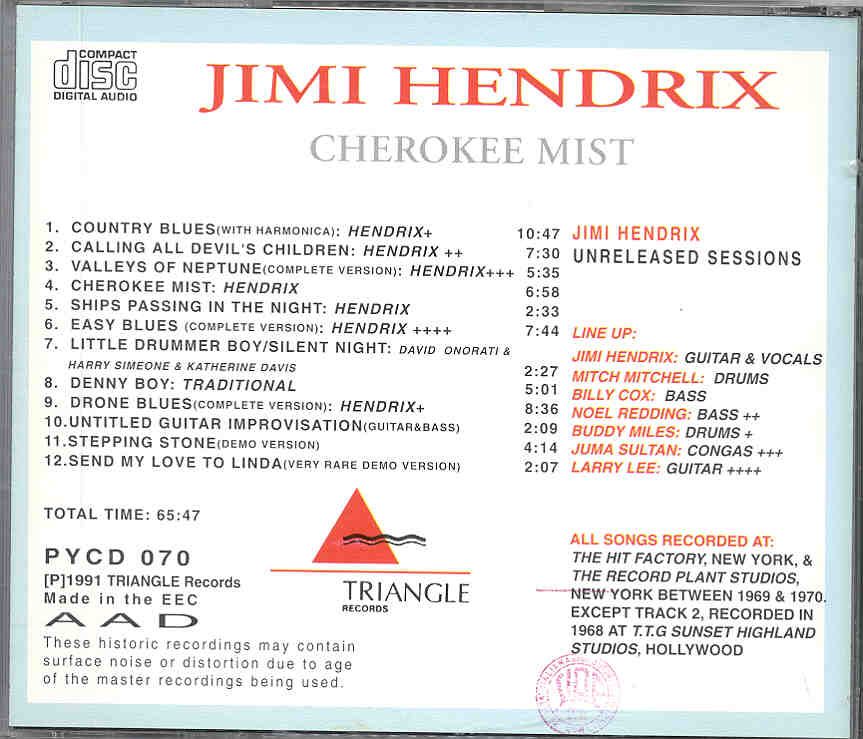 COMPACT
disc
DIGITAL AUDIO
JIMI HENDRIX
CHEROKEE MIST
1. COUNTRY BLUES(WITH HARMONICA): HENDRIX+ 10:47
2. CALLING ALL DEVIL'S CHILDREN: HENDRIX ++ 7:30
3. VALLEYS OF NEPTUNE(COMPLETE VERSION): HENDRIX+++ 5:35
4. CHEROKEE MIST: HENDRIX 6:58
5. SHIPS PASSING IN THE NIGHT: HENDRIX 2:33
6. EASY BLUES (COMPLETE VERSION): HENDRIX ++++ 7:44
7. LITTLE DRUMMER BOY/SILENT NIGHT: DAVID ONORATI &
HARRY SIMEONE & KATHERINE DAVIS 2:27
8. DENNY BOY: TRADITIONAL 5:01
9. DRONE BLUES(COMPLETE VERSION): HENDRIX+ 8:36
10.UNTITLED GUITAR IMPROVISATION(GUITAR&BASS) 2:09
11.STEPPING STONE(DEMO VERSION) 4:14
12.SEND MY LOVE TO LINDA(VERY RARE DEMO VERSION) 2:07
JIMI HENDRIX
UNRELEASED SESSIONS
LINE UP:
JIMI HENDRIX: GUITAR & VOCALS
MITCH MITCHELL: DRUMS
BILLY COX: BASS
NOEL REDDING: BASS ++
BUDDY MILES: DRUMS +
JUMA SULTAN: CONGAS +++
LARRY LEE: GUITAR ++++
TOTAL TIME: 65:47
PYCD 070
[P]1991 TRIANGLE Records
Made in the EEC
AAD
These historic recordings may contain
surface noise or distortion due to age
of the master recordings being used.
TRIANGLE
RECORDS
ALL SONGS RECORDED AT:
THE HIT FACTORY, NEW YORK, &
THE RECORD PLANT STUDIOS,
NEW YORK BETWEEN 1969 & 1970.
EXCEPT TRACK 2, RECORDED IN
1968 AT T.T.G SUNSET HIGHLAND
STUDIOS, HOLLYWOOD